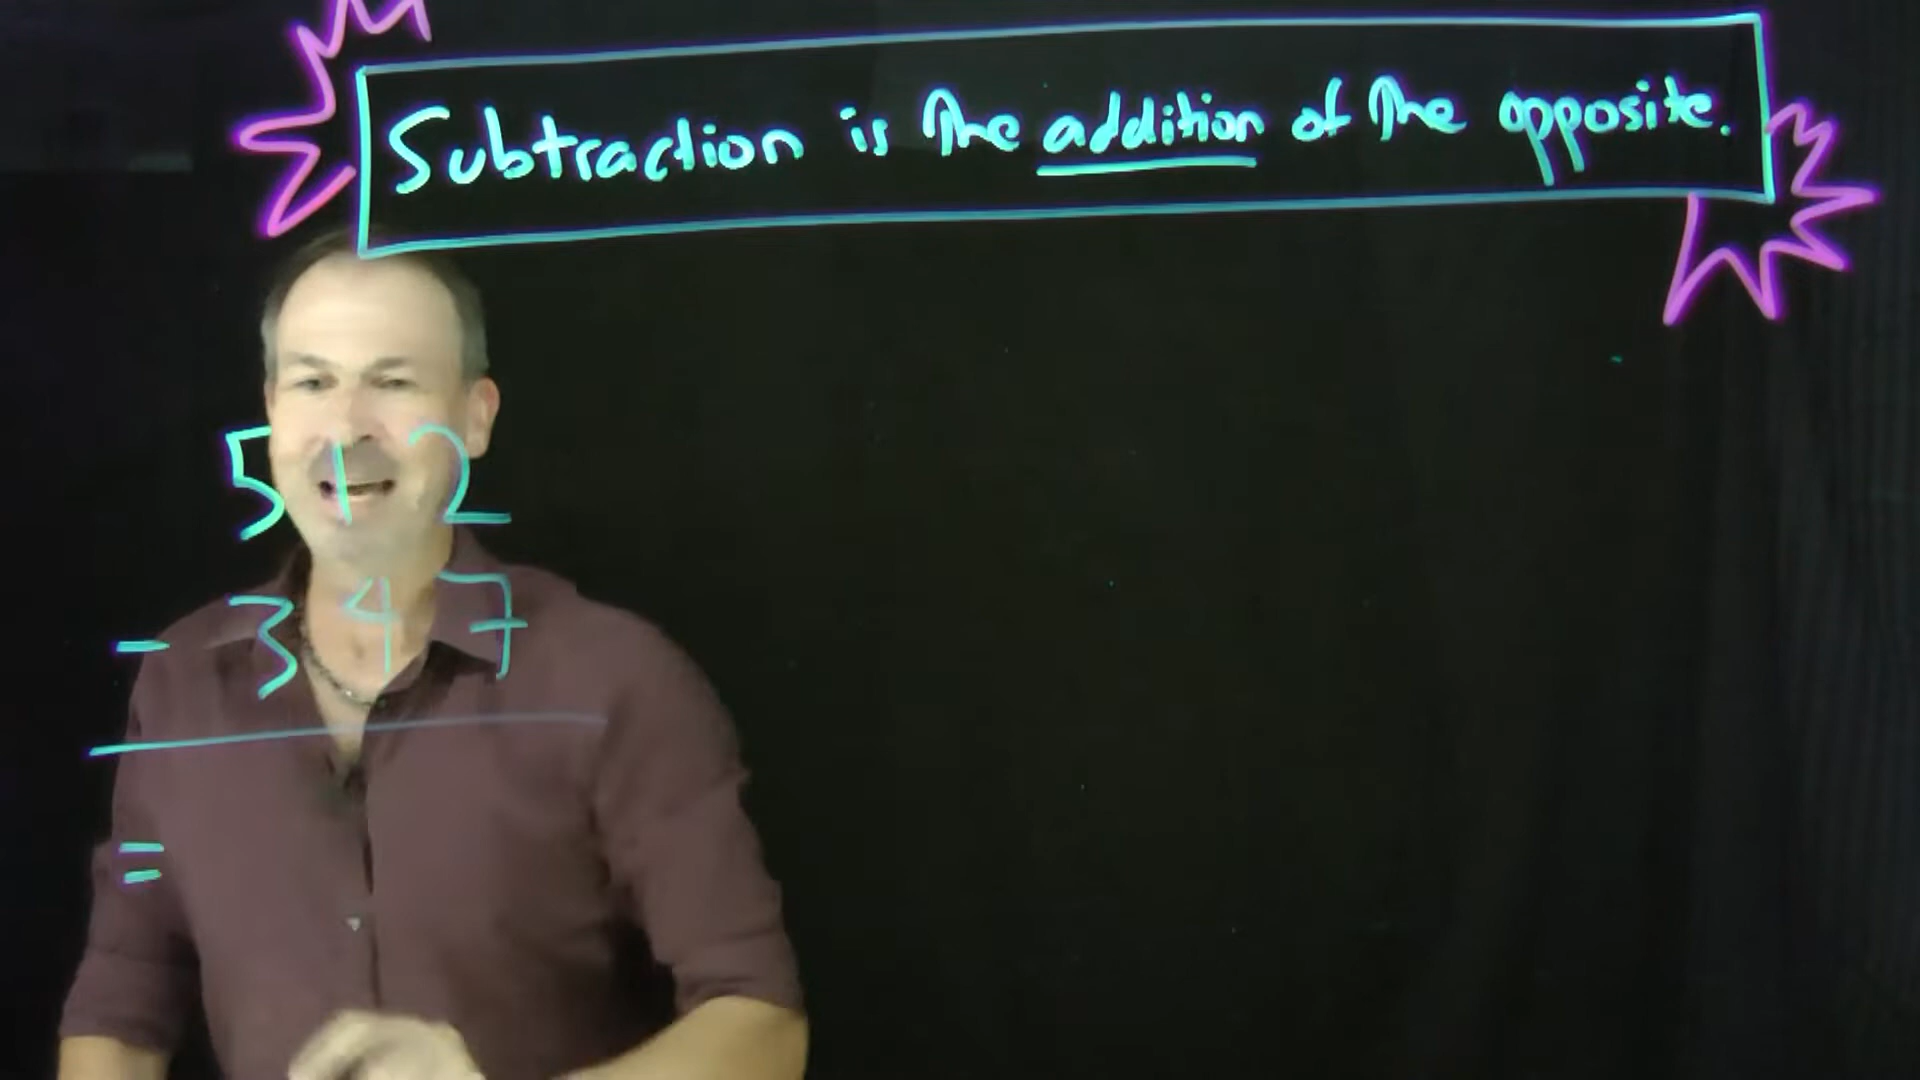 Subtraction is the addition of the opposite.
512
- 347
=